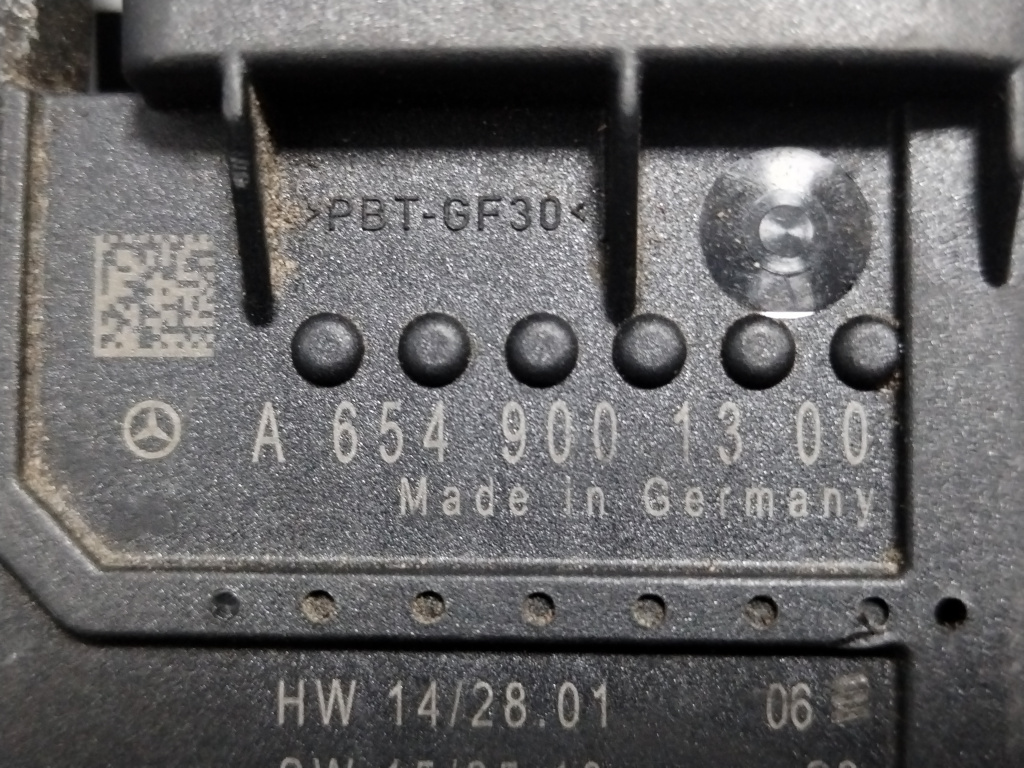 >PBT-GF30<
A 654 900 13 00
Made in Germany
HW 14/28.01 06